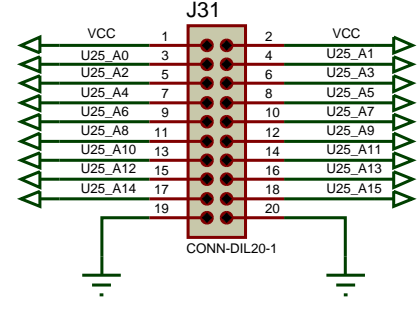 J31
VCC 1 2 VCC
U25_A0 3 4 U25_A1
U25_A2 5 6 U25_A3
U25_A4 7 8 U25_A5
U25_A6 9 10 U25_A7
U25_A8 11 12 U25_A9
U25_A10 13 14 U25_A11
U25_A12 15 16 U25_A13
U25_A14 17 18 U25_A15
19 20
CONN-DIL20-1